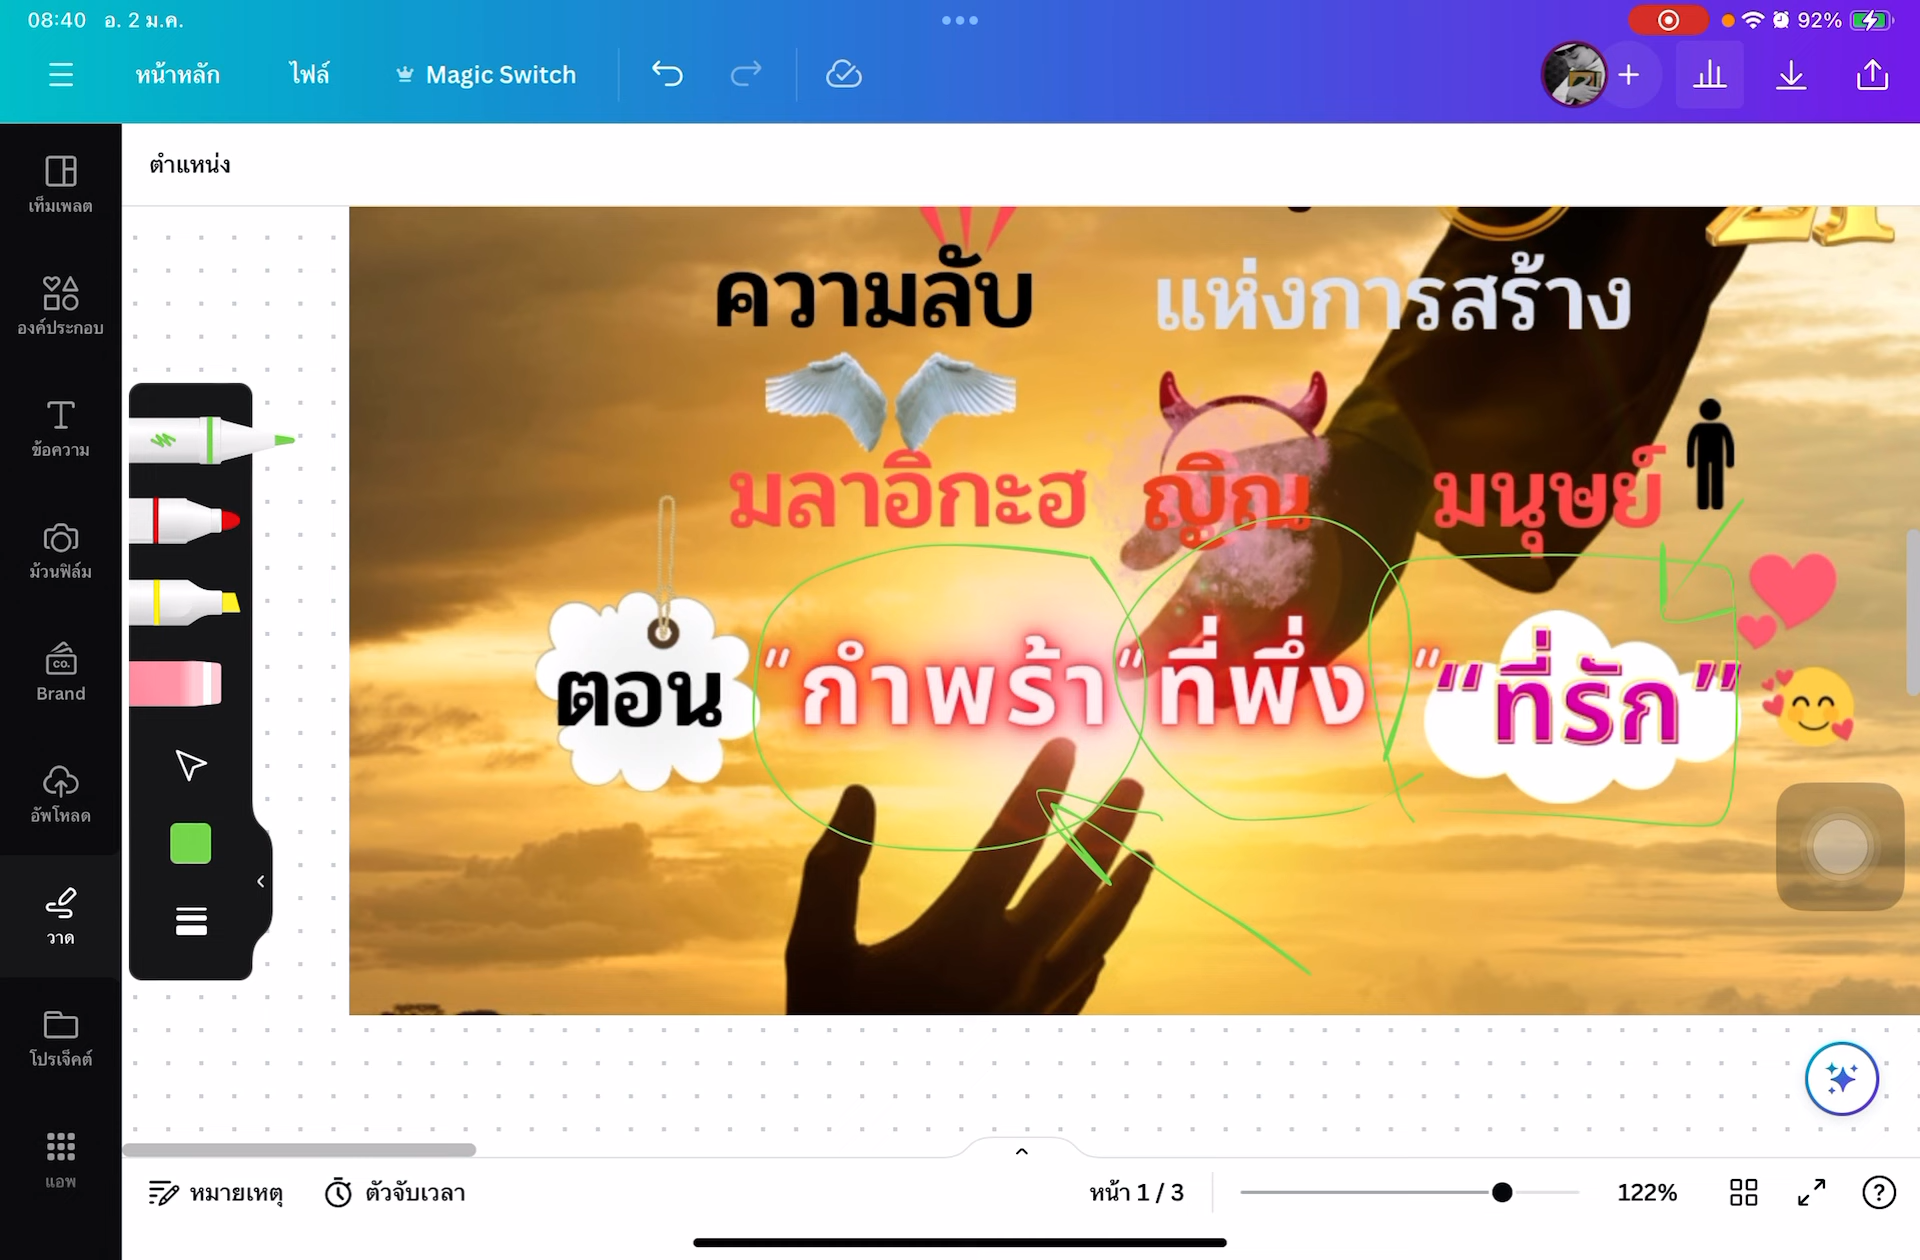 08:40 อ. 2 ม.ค. 92%
หน้าหลัก ไฟล์ Magic Switch
ตำแหน่ง
เท็มเพลต
องค์ประกอบ
ข้อความ
ม้วนฟิล์ม
CO.
Brand
อัพโหลด
วาด
โปรเจ็คต์
แอพ
21
ความลับ แห่งการสร้าง
มลาอิกะฮ ญิณ มนุษย์
ตอน "กำพร้า" ที่พึ่ง" "ที่รัก"
หมายเหตุ ตัวจับเวลา หน้า 1 / 3 122%